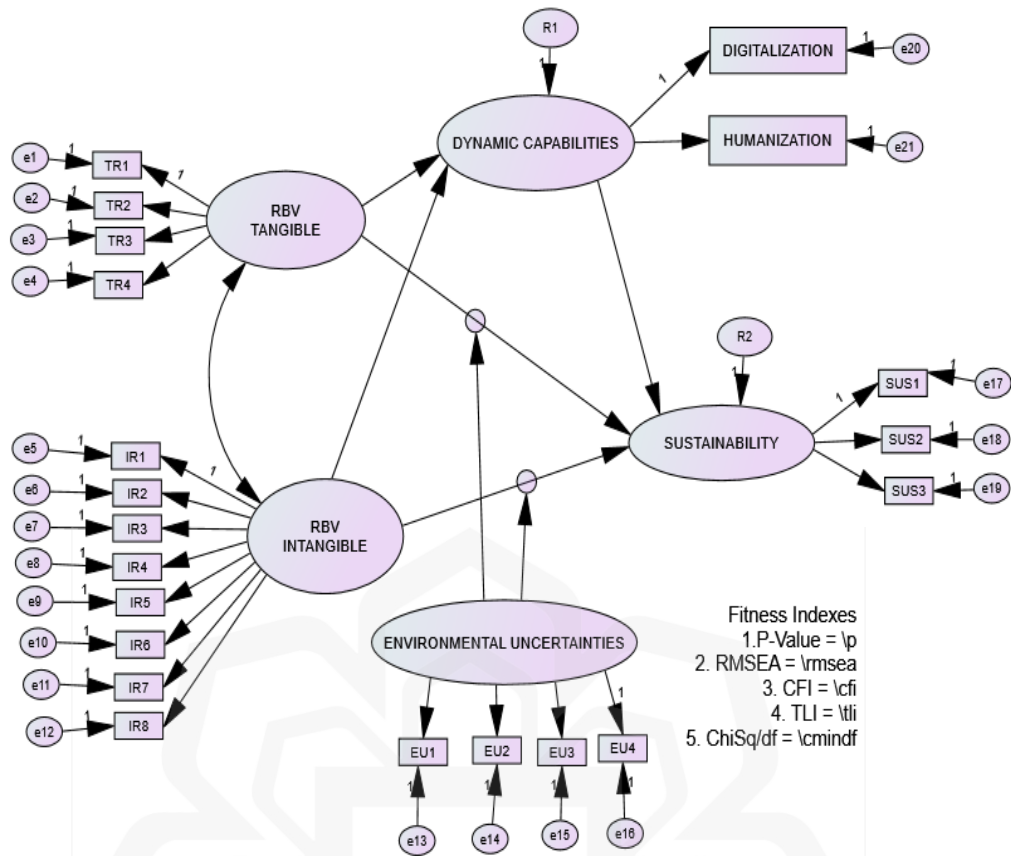 R1
1
DIGITALIZATION
1
e20
1
DYNAMIC CAPABILITIES
HUMANIZATION
1
e21
e1
1
TR1
1
e2
1
TR2
e3
1
TR3
e4
1
TR4
RBV
TANGIBLE
R2
1
SUS1
1
e17
1
SUSTAINABILITY
SUS2
1
e18
SUS3
1
e19
e5
1
IR1
1
e6
1
IR2
e7
1
IR3
e8
1
IR4
e9
1
IR5
e10
1
IR6
e11
1
IR7
e12
1
IR8
RBV
INTANGIBLE
ENVIRONMENTAL UNCERTAINTIES
1
EU1
EU2
EU3
EU4
1
1
1
1
e13
e14
e15
e16
Fitness Indexes
1.P-Value = \p
2. RMSEA = \rmsea
3. CFI = \cfi
4. TLI = \tli
5. ChiSq/df = \cmindf